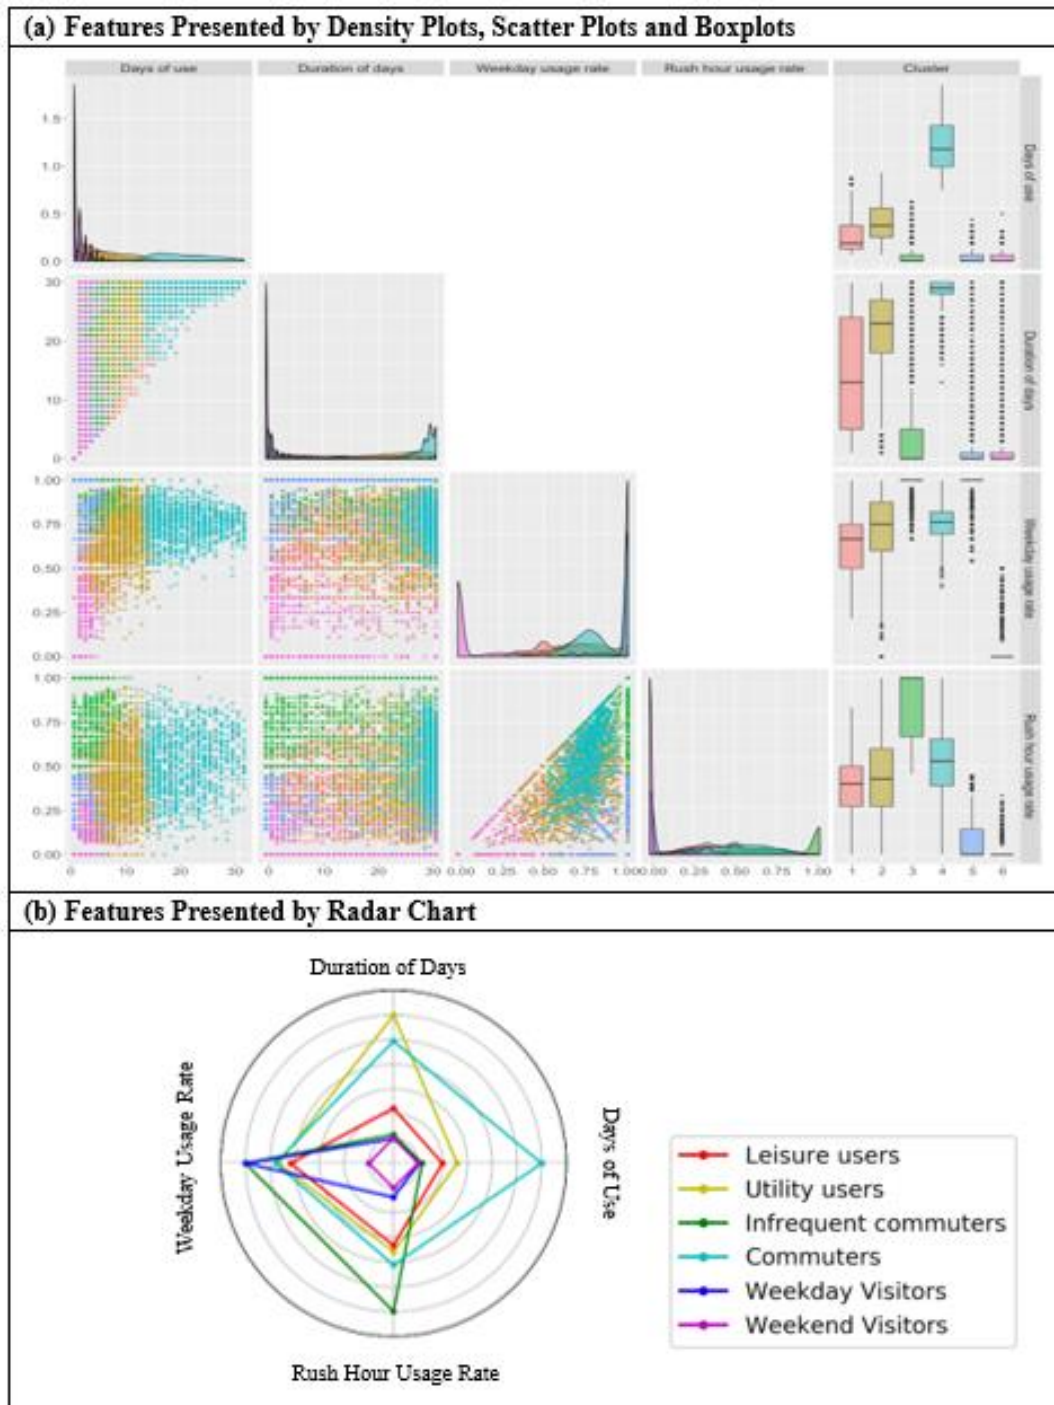 (a) Features Presented by Density Plots, Scatter Plots and Boxplots
Days of use Duration of days Weekday usage rate Rush hour usage rate Cluster
1.5
1.0
0.5
0.0
Days of use
30
20
10
0
Duration of days
1.00
0.75
0.50
0.25
0.00
Weekday usage rate
1.00
0.75
0.50
0.25
0.00
Rush hour usage rate
0 10 20 30 0 10 20 30 0.00 0.25 0.50 0.75 1.00 0.00 0.25 0.50 0.75 1.00 1 2 3 4 5 6
(b) Features Presented by Radar Chart
Duration of Days
Weekday Usage Rate
Days of Use
Rush Hour Usage Rate
Leisure users
Utility users
Infrequent commuters
Commuters
Weekday Visitors
Weekend Visitors